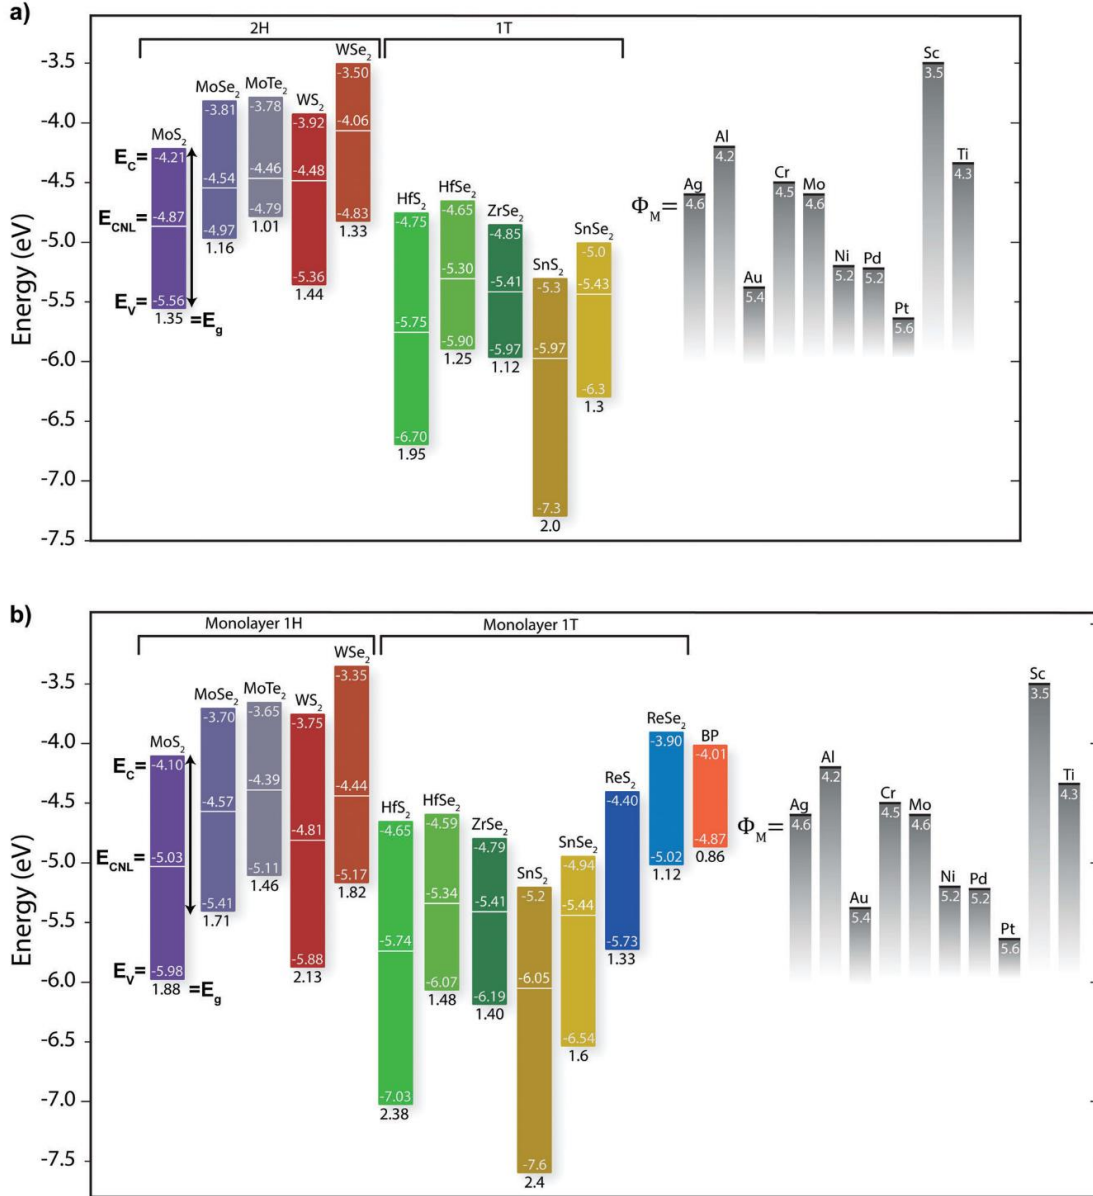 a)
2H
1T
Energy (eV)
-3.5
-4.0
-4.5
-5.0
-5.5
-6.0
-6.5
-7.0
-7.5
E_C=
E_CNL=
E_V=
MoS₂
-4.21
-4.87
-5.56
1.35
=E_g
MoSe₂
-3.81
-4.54
-4.97
1.16
MoTe₂
-3.78
-4.46
-4.79
1.01
WS₂
-3.92
-4.48
-5.36
1.44
WSe₂
-3.50
-4.06
-4.83
1.33
HfS₂
-4.75
-5.75
-6.70
1.95
HfSe₂
-4.65
-5.30
-5.90
1.25
ZrSe₂
-4.85
-5.41
-5.97
1.12
SnS₂
-5.3
-5.97
-7.3
2.0
SnSe₂
-5.0
-5.43
-6.3
1.3
Φ_M=
Ag
4.6
Al
4.2
Au
5.4
Cr
4.5
Mo
4.6
Ni
5.2
Pd
5.2
Pt
5.6
Sc
3.5
Ti
4.3
b)
Monolayer 1H
Monolayer 1T
Energy (eV)
-3.5
-4.0
-4.5
-5.0
-5.5
-6.0
-6.5
-7.0
-7.5
E_C=
E_CNL=
E_V=
MoS₂
-4.10
-5.03
-5.98
1.88
=E_g
MoSe₂
-3.70
-4.57
-5.41
1.71
MoTe₂
-3.65
-4.39
-5.11
1.46
WS₂
-3.75
-4.81
-5.88
2.13
WSe₂
-3.35
-4.44
-5.17
1.82
HfS₂
-4.65
-5.74
-7.03
2.38
HfSe₂
-4.59
-5.34
-6.07
1.48
ZrSe₂
-4.79
-5.41
-6.19
1.40
SnS₂
-5.2
-6.05
-7.6
2.4
SnSe₂
-4.94
-5.44
-6.54
1.6
ReS₂
-4.40
-5.73
1.33
ReSe₂
-3.90
-5.02
1.12
BP
-4.01
-4.87
0.86
Φ_M=
Ag
4.6
Al
4.2
Au
5.4
Cr
4.5
Mo
4.6
Ni
5.2
Pd
5.2
Pt
5.6
Sc
3.5
Ti
4.3